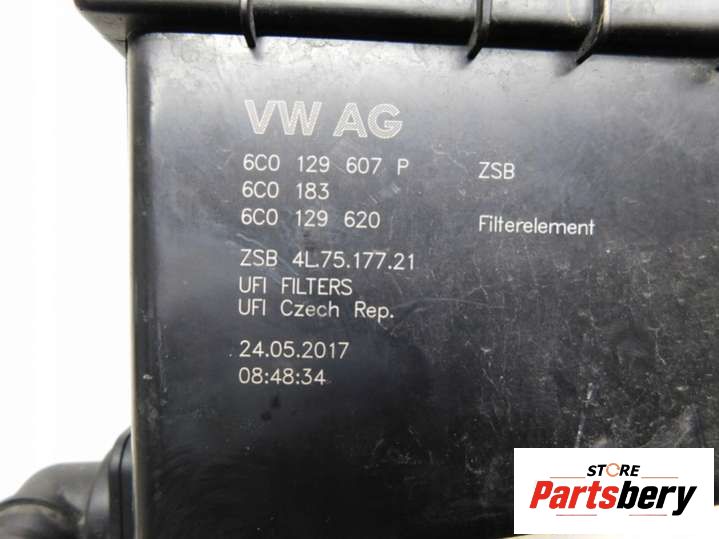 VW AG
6C0 129 607 P ZSB
6C0 183
6C0 129 620 Filterelement
ZSB 4L.75.177.21
UFI FILTERS
UFI Czech Rep.
24.05.2017
08:48:34
STORE
Partsbery